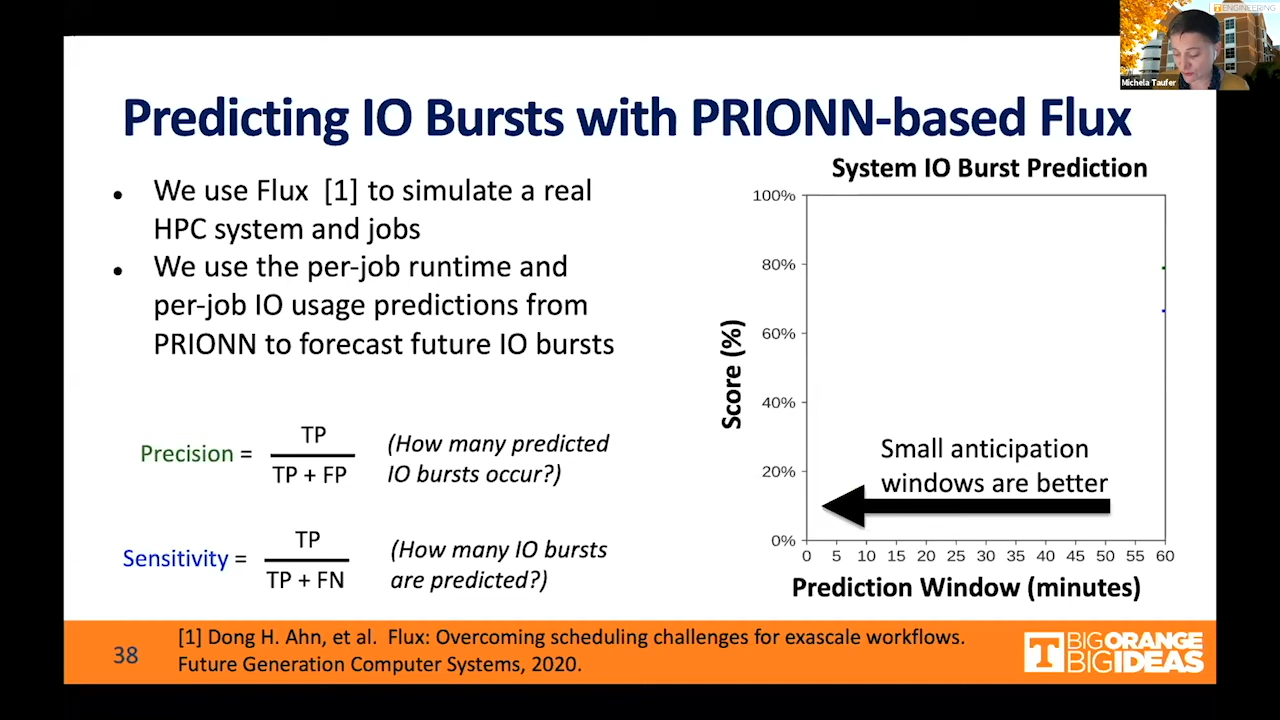 ENGINEERING
Michela Taufer
Predicting IO Bursts with PRIONN-based Flux
• We use Flux [1] to simulate a real
HPC system and jobs
• We use the per-job runtime and
per-job IO usage predictions from
PRIONN to forecast future IO bursts
Precision = TP / TP + FP
(How many predicted
IO bursts occur?)
Sensitivity = TP / TP + FN
(How many IO bursts
are predicted?)
System IO Burst Prediction
100%
80%
60%
40%
20%
0%
Score (%)
Small anticipation
windows are better
0 5 10 15 20 25 30 35 40 45 50 55 60
Prediction Window (minutes)
38
[1] Dong H. Ahn, et al. Flux: Overcoming scheduling challenges for exascale workflows.
Future Generation Computer Systems, 2020.
T
BIG ORANGE
BIG IDEAS